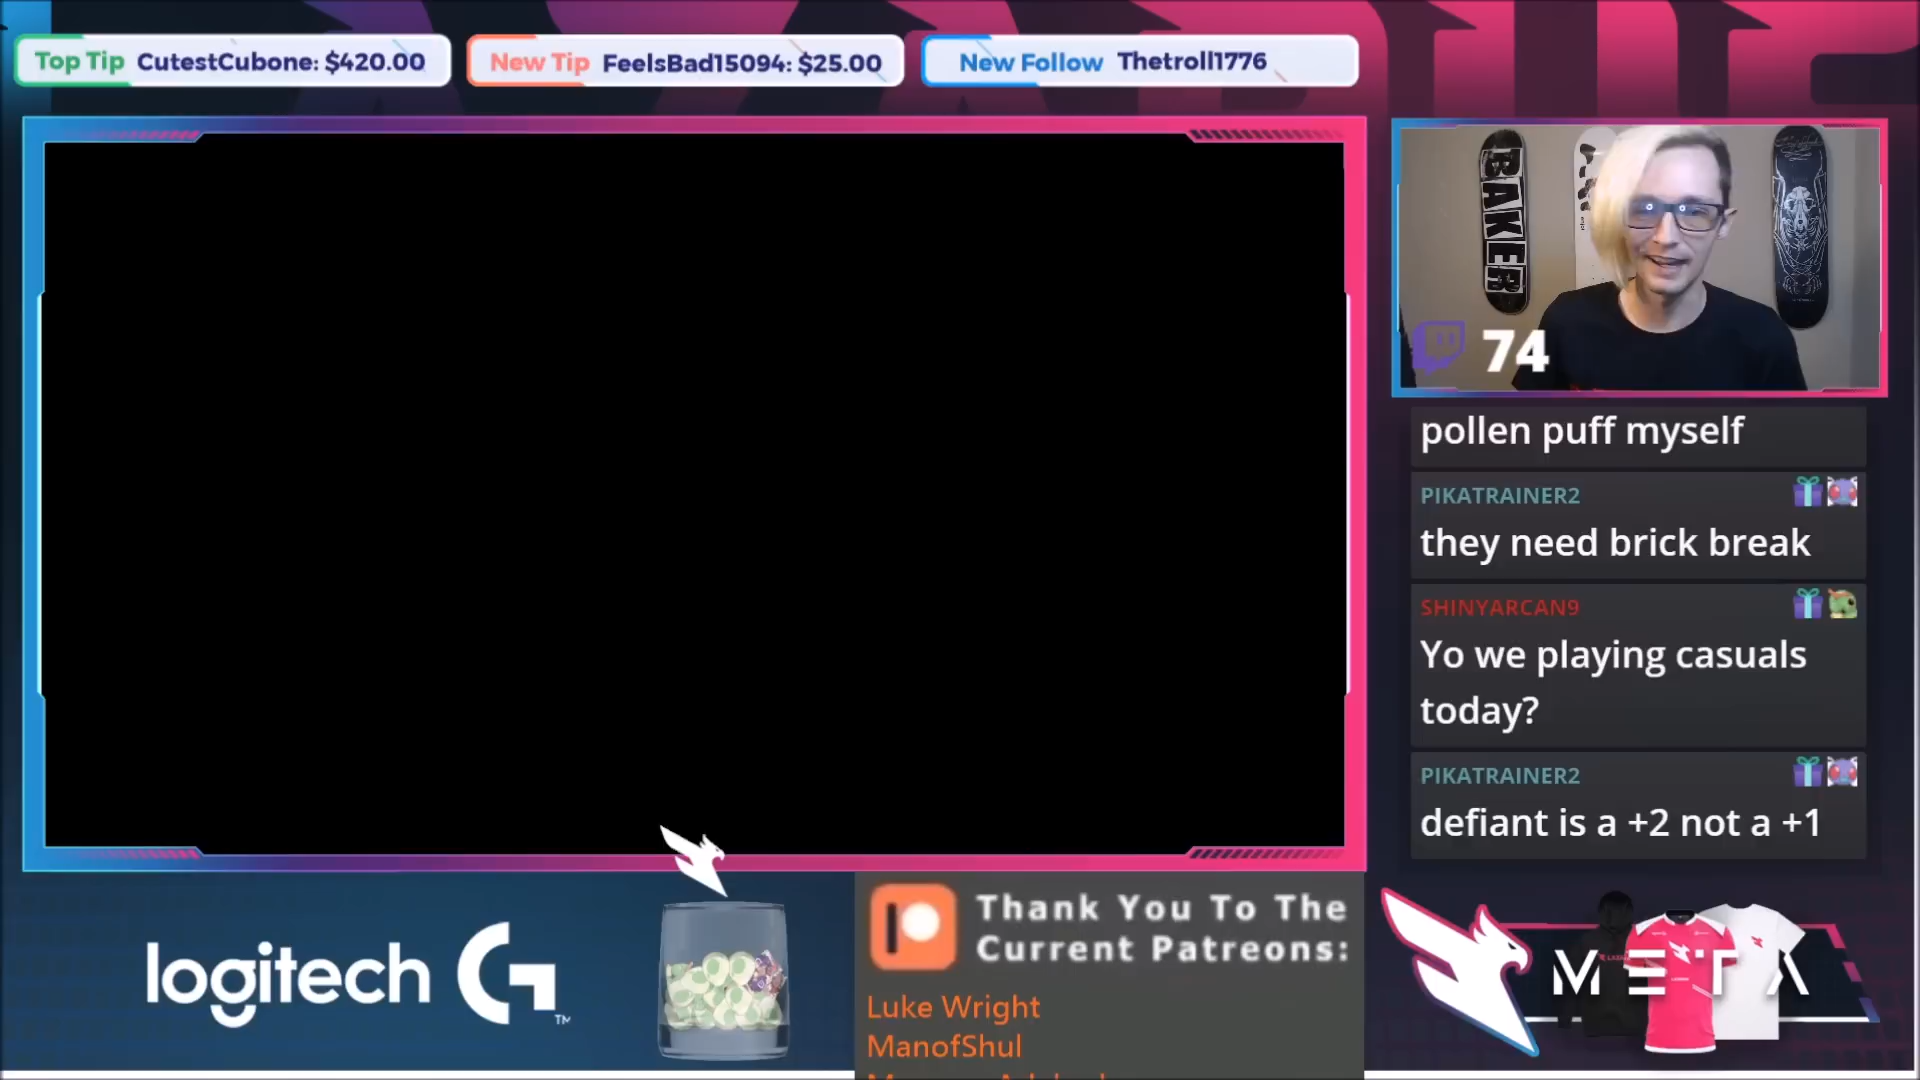 Top Tip CutestCubone: $420.00
New Tip FeelsBad15094: $25.00
New Follow Thetroll1776
BAKER
74
pollen puff myself
PIKATRAINER2
they need brick break
SHINYARCAN9
Yo we playing casuals
today?
PIKATRAINER2
defiant is a +2 not a +1
logitech G TM
Thank You To The
Current Patreons:
Luke Wright
ManofShul
META